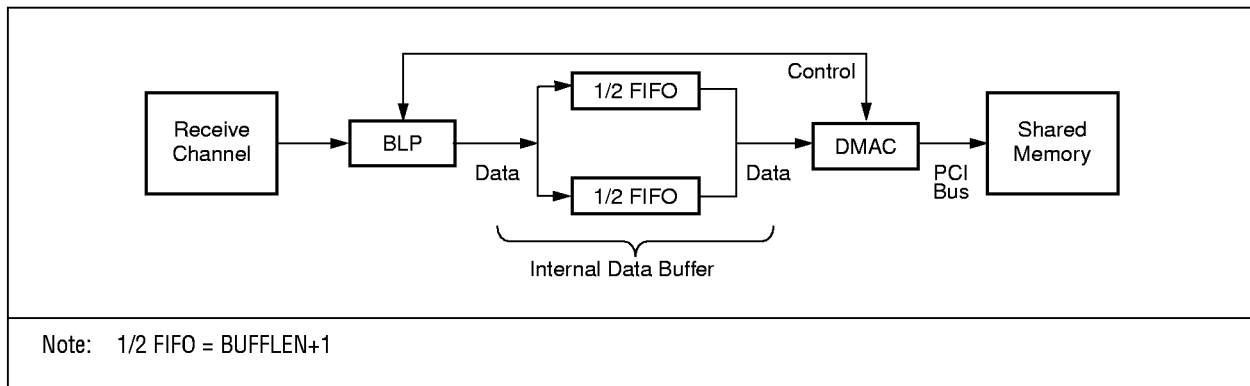 Control
1/2 FIFO
Receive
Channel
BLP
Data
Data
DMAC
PCI
Bus
Shared
Memory
1/2 FIFO
Internal Data Buffer
Note: 1/2 FIFO = BUFFLEN+1